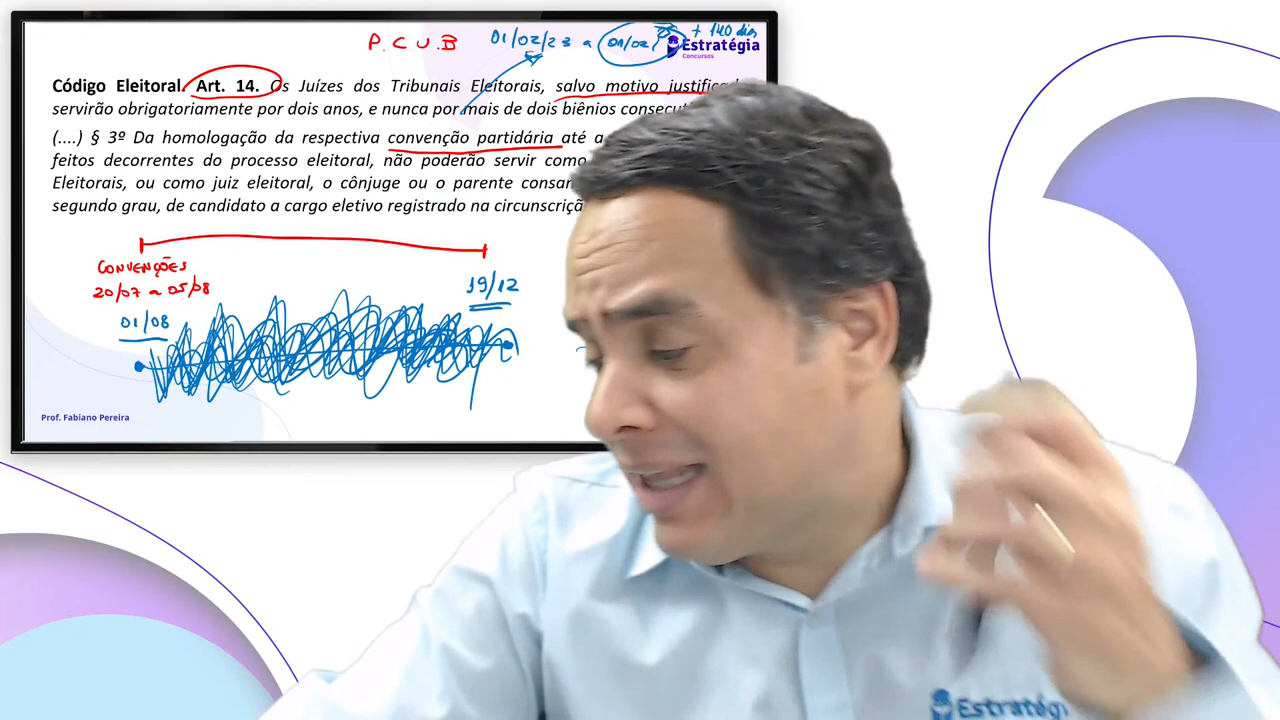 P. C U. B 01/02/23 a 01/02/25 + 140 dias
Estratégia
Concursos
Código Eleitoral. Art. 14. Os Juízes dos Tribunais Eleitorais, salvo motivo justific
servirão obrigatoriamente por dois anos, e nunca por mais de dois biênios consecu
(....) § 3º Da homologação da respectiva convenção partidária até a
feitos decorrentes do processo eleitoral, não poderão servir como
Eleitorais, ou como juiz eleitoral, o cônjuge ou o parente consan
segundo grau, de candidato a cargo eletivo registrado na circunscriçã
CONVENÇÕES
20/07 a 05/08
19/12
01/08
Prof. Fabiano Pereira
Estratégi